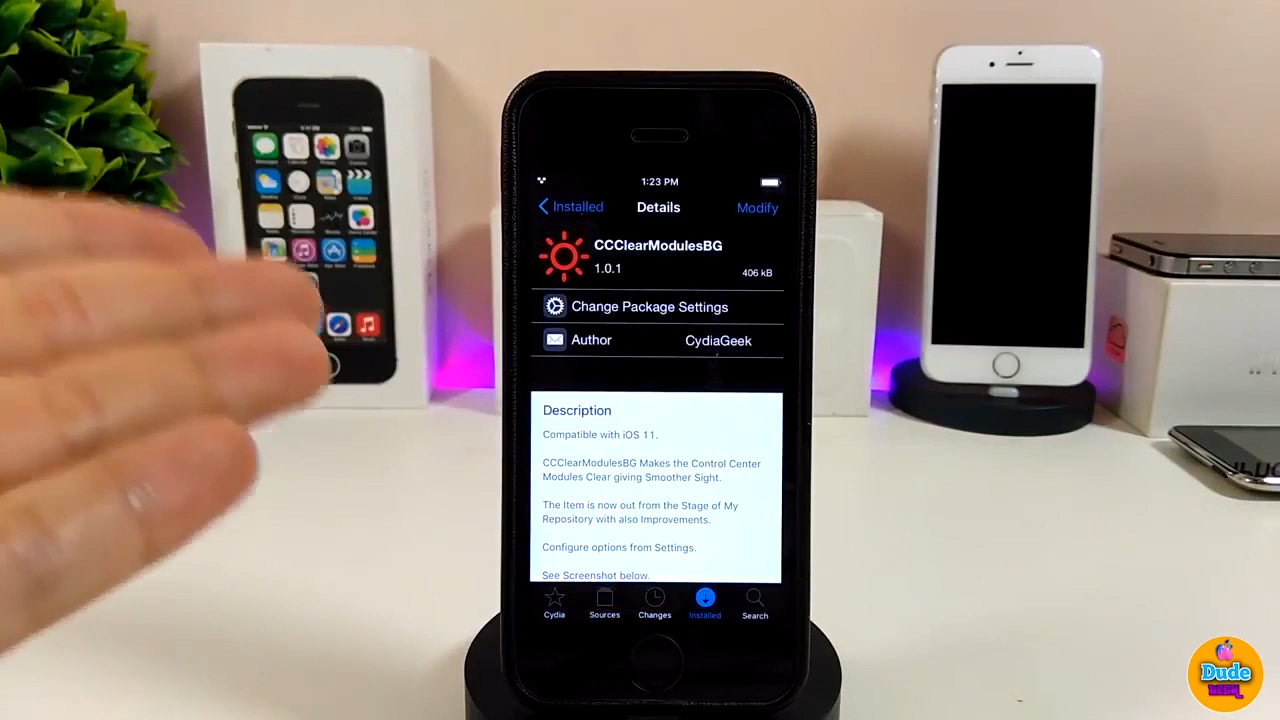 1:23 PM
Installed
Details
Modify
CCClearModulesBG
1.0.1
406 kB
Change Package Settings
Author
CydiaGeek
Description
Compatible with iOS 11.
CCClearModulesBG Makes the Control Center
Modules Clear giving Smoother Sight.
The Item is now out from the Stage of My
Repository with also Improvements.
Configure options from Settings.
See Screenshot below.
Cydia
Sources
Changes
Installed
Search
Dude